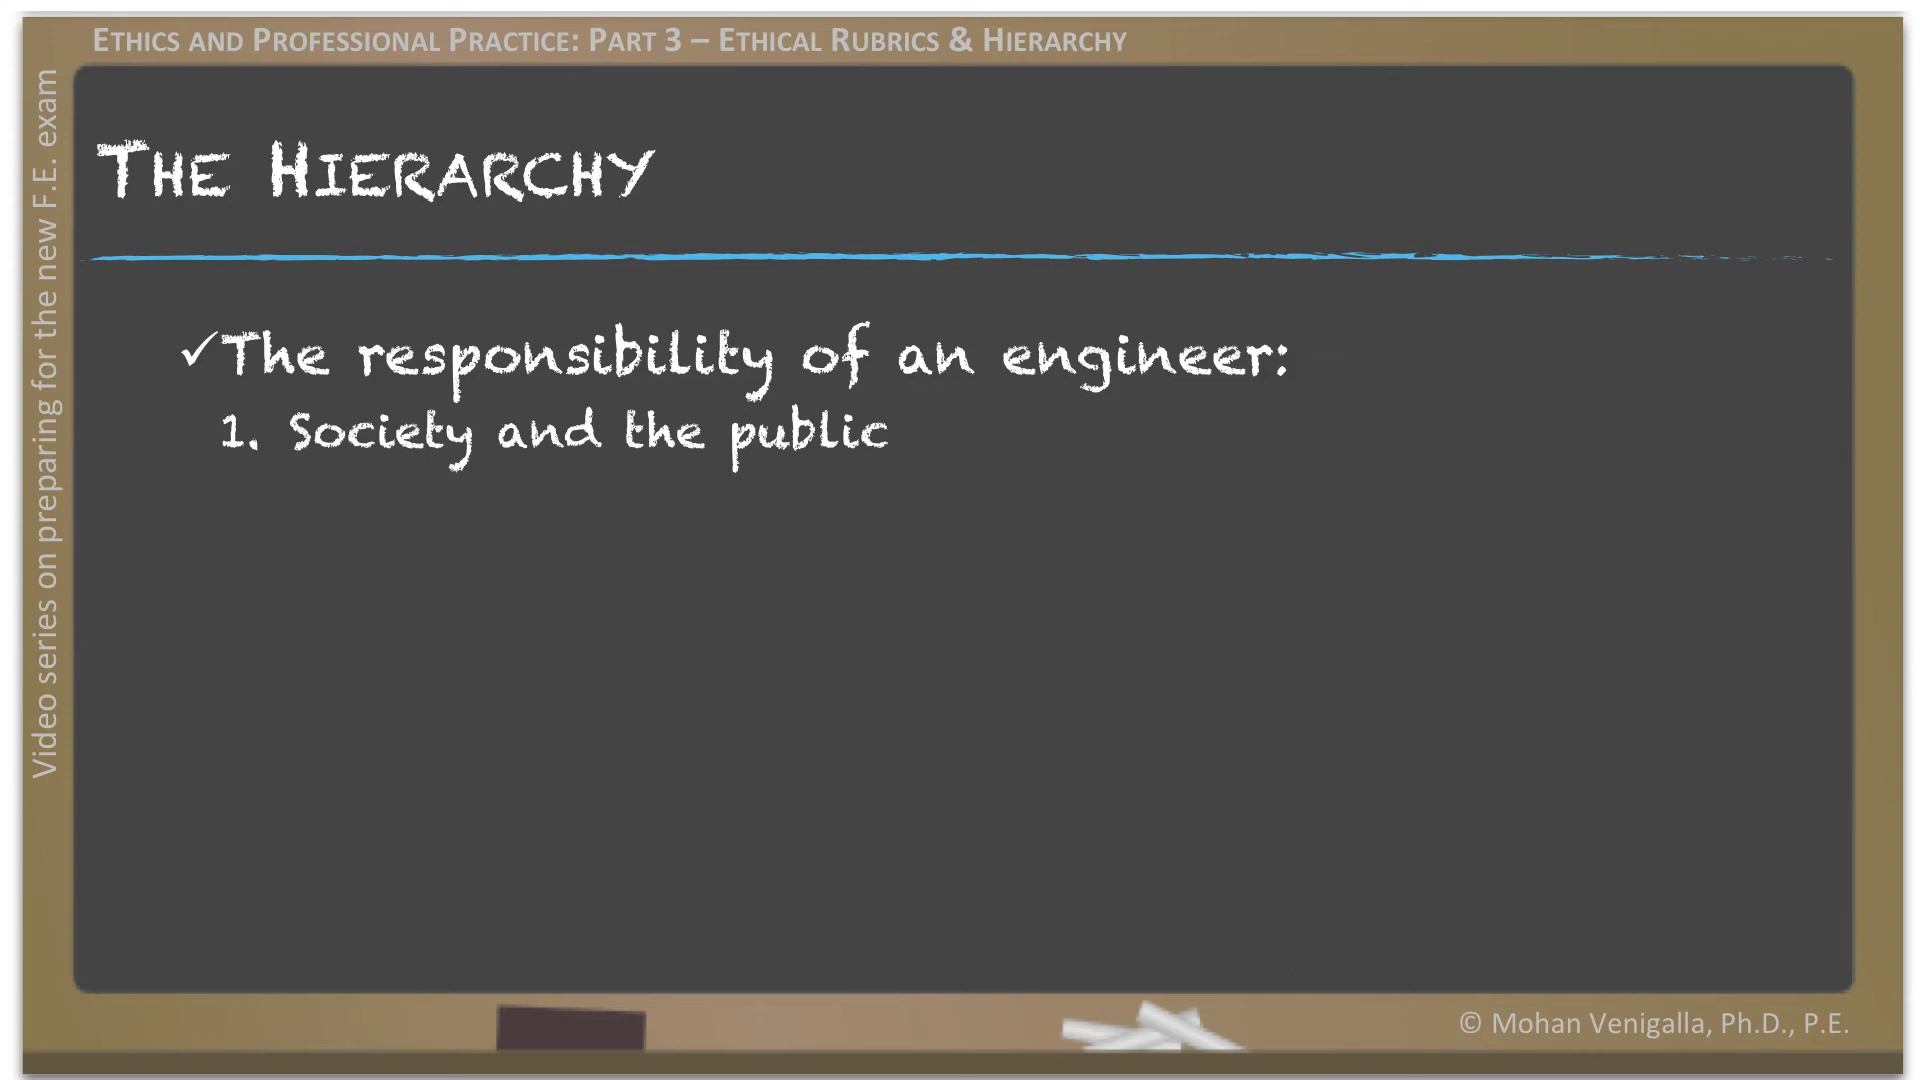 Ethics and Professional Practice: Part 3 – Ethical Rubrics & Hierarchy
Video series on preparing for the new F.E. exam
The Hierarchy
✓The responsibility of an engineer:
1. Society and the public
© Mohan Venigalla, Ph.D., P.E.